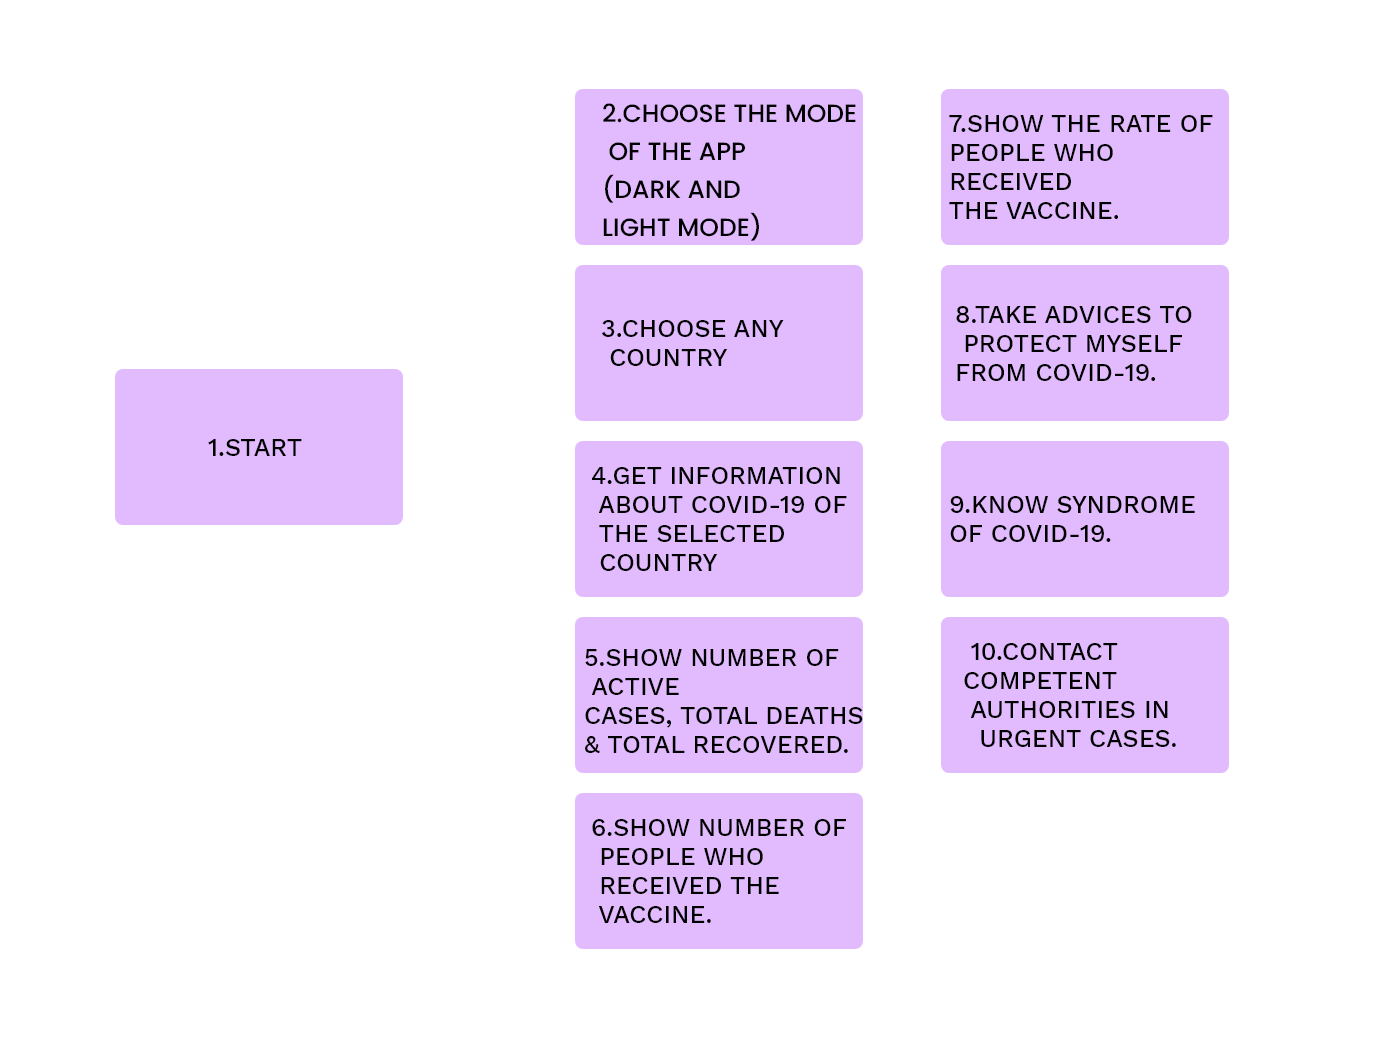 1.START
2.CHOOSE THE MODE
OF THE APP
(DARK AND
LIGHT MODE)
3.CHOOSE ANY
COUNTRY
4.GET INFORMATION
ABOUT COVID-19 OF
THE SELECTED
COUNTRY
5.SHOW NUMBER OF
ACTIVE
CASES, TOTAL DEATHS
& TOTAL RECOVERED.
6.SHOW NUMBER OF
PEOPLE WHO
RECEIVED THE
VACCINE.
7.SHOW THE RATE OF
PEOPLE WHO
RECEIVED
THE VACCINE.
8.TAKE ADVICES TO
PROTECT MYSELF
FROM COVID-19.
9.KNOW SYNDROME
OF COVID-19.
10.CONTACT
COMPETENT
AUTHORITIES IN
URGENT CASES.